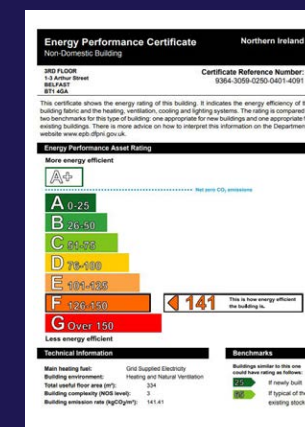 Energy Performance Certificate
Northern Ireland
Non-Domestic Building
3RD FLOOR
1-3 Arthur Street
BELFAST
BT1 4GA
Certificate Reference Number:
9364-3059-0250-0401-4091
This certificate shows the energy rating of this building. It indicates the energy efficiency of the
building fabric and the heating, ventilation, cooling and lighting systems. The rating is compared
two benchmarks for this type of building: one appropriate for new buildings and one appropriate f
existing buildings. There is more advice on how to interpret this information on the Department
website www.epb.dfpni.gov.uk.
Energy Performance Asset Rating
More energy efficient
A+
Net zero CO₂ emissions
A 0-25
B 26-50
C 51-75
D 76-100
E 101-125
F 126-150
141
This is how energy efficient
the building is.
G Over 150
Less energy efficient
Technical Information
Main heating fuel: Grid Supplied Electricity
Building environment: Heating and Natural Ventilation
Total useful floor area (m²): 334
Building complexity (NOS level): 3
Building emission rate (kgCO₂/m²): 141.41
Benchmarks
Buildings similar to this one
could have rating as follows:
25 If newly built
If typical of the
existing stock